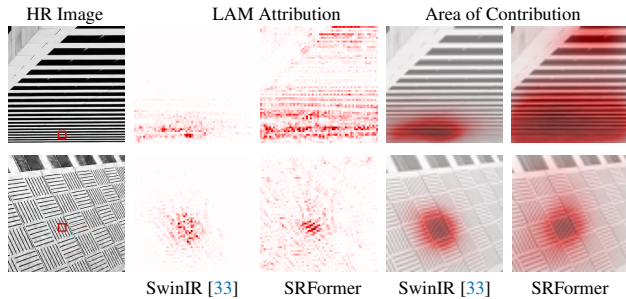 HR Image LAM Attribution Area of Contribution
SwinIR [33] SRFormer SwinIR [33] SRFormer